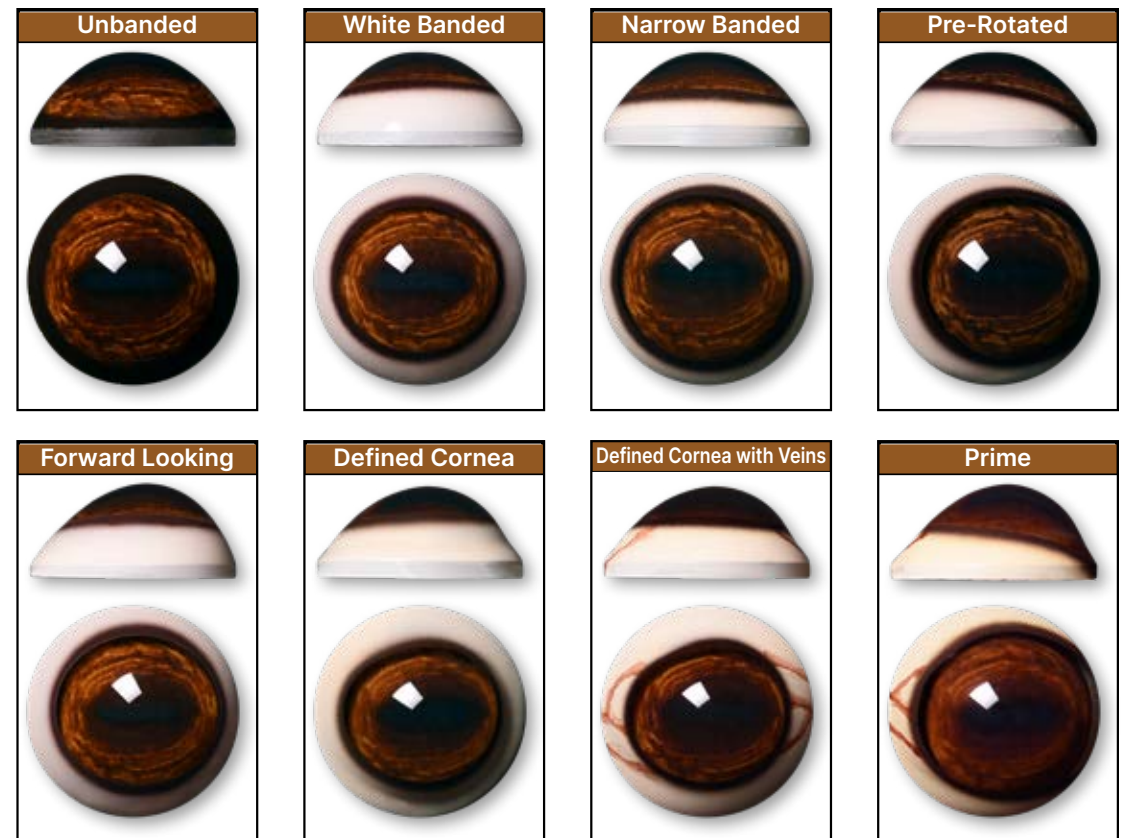 Unbanded
White Banded
Narrow Banded
Pre-Rotated
Forward Looking
Defined Cornea
Defined Cornea with Veins
Prime